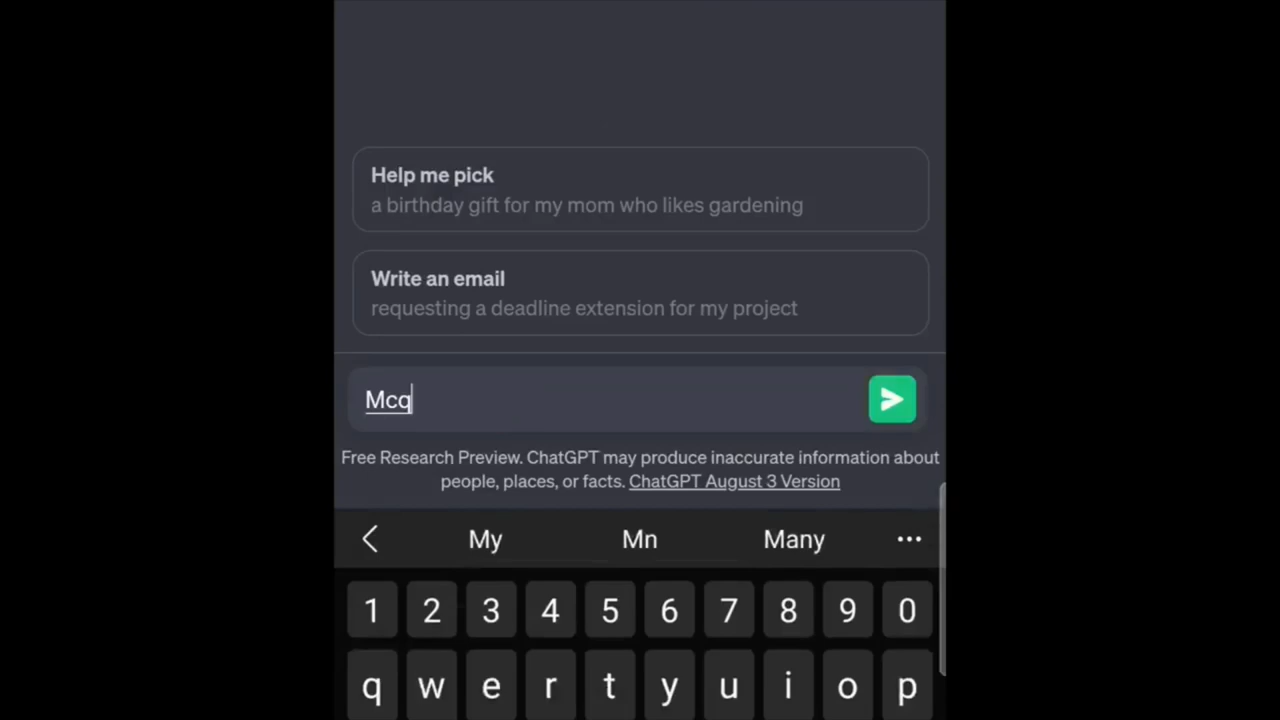 Help me pick
a birthday gift for my mom who likes gardening
Write an email
requesting a deadline extension for my project
Mcq
Free Research Preview. ChatGPT may produce inaccurate information about
people, places, or facts. ChatGPT August 3 Version
My Mn Many
1 2 3 4 5 6 7 8 9 0
q w e r t y u i o p